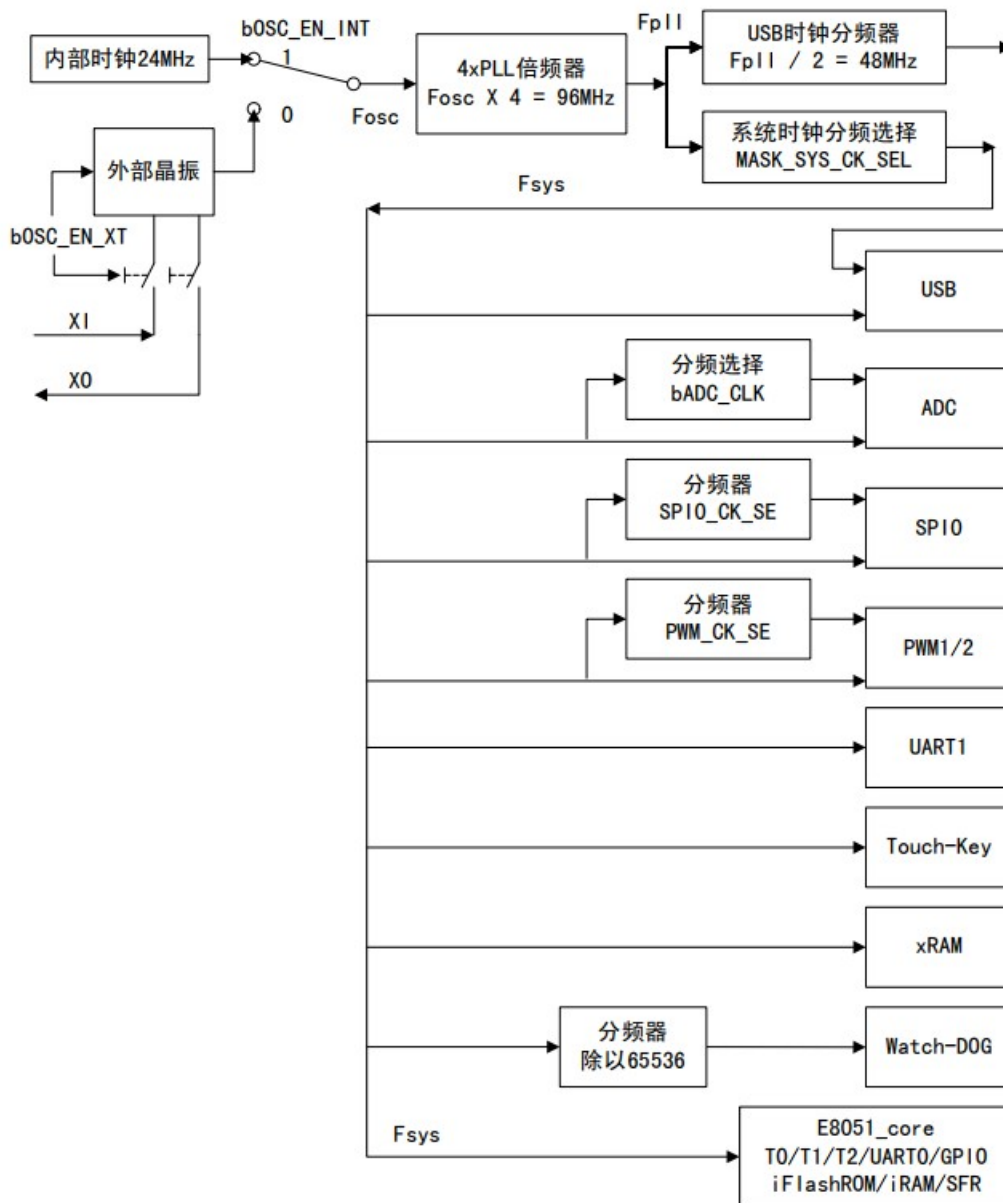 bOSC_EN_INT
内部时钟24MHz
1
0
Fosc
4xPLL倍频器
Fosc X 4 = 96MHz
Fpll
USB时钟分频器
Fpll / 2 = 48MHz
系统时钟分频选择
MASK_SYS_CK_SEL
外部晶振
bOSC_EN_XT
XI
XO
Fsys
USB
分频选择
bADC_CLK
ADC
分频器
SPI0_CK_SE
SPI0
分频器
PWM_CK_SE
PWM1/2
UART1
Touch-Key
xRAM
分频器
除以65536
Watch-DOG
Fsys
E8051_core
T0/T1/T2/UART0/GPIO
iFlashROM/iRAM/SFR